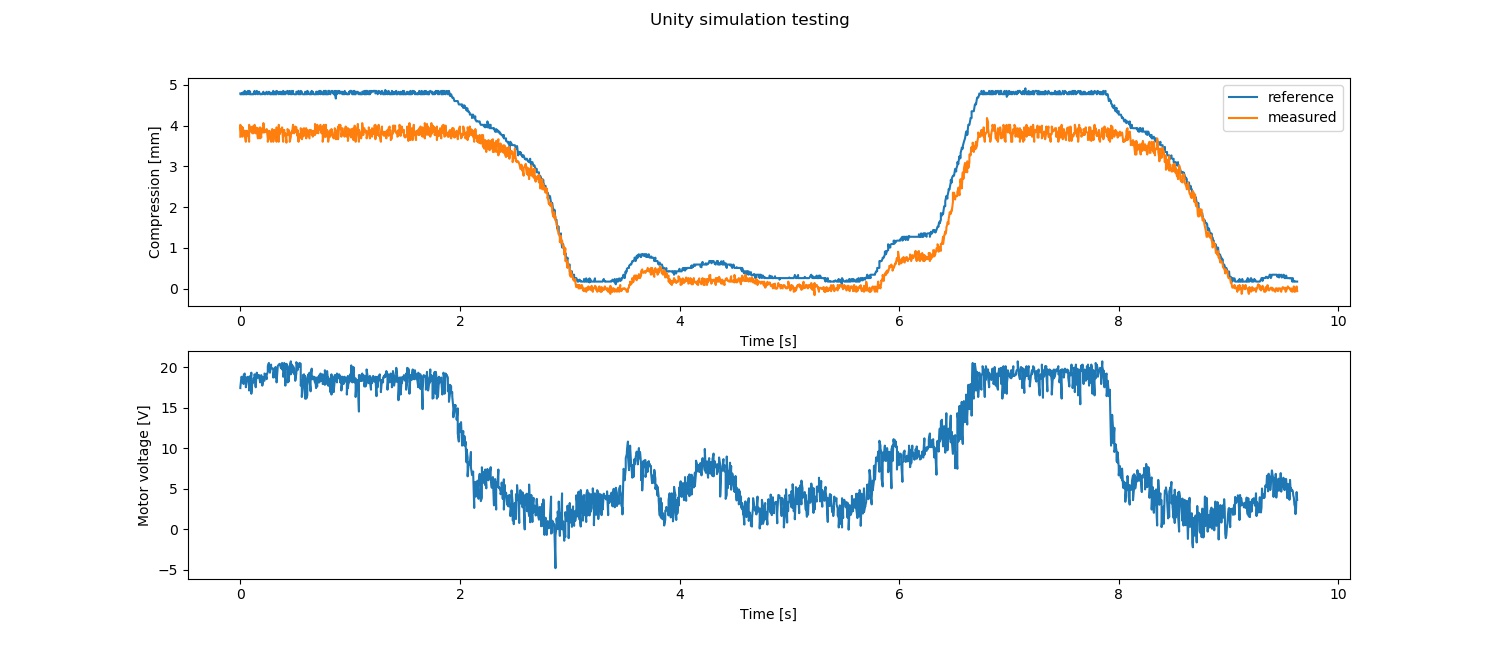 Unity simulation testing
5
4
3
2
1
0
Compression [mm]
reference
measured
0 2 4 6 8 10
Time [s]
20
15
10
5
0
−5
Motor voltage [V]
0 2 4 6 8 10
Time [s]